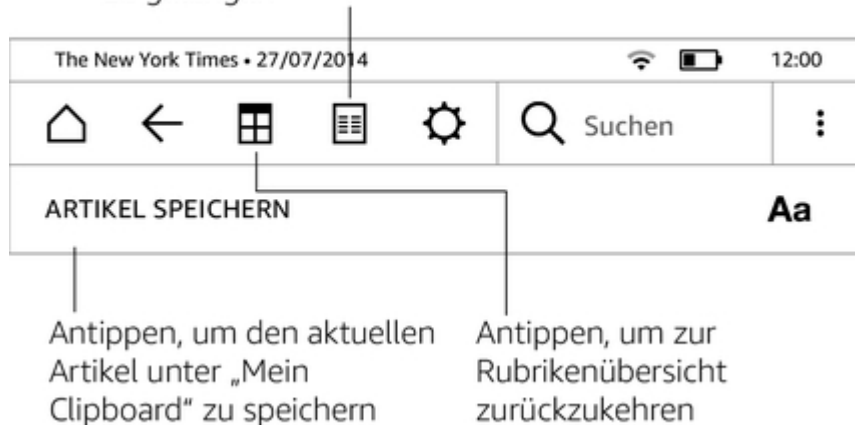 The New York Times • 27/07/2014 12:00
Suchen
ARTIKEL SPEICHERN Aa
Antippen, um den aktuellen
Artikel unter „Mein
Clipboard“ zu speichern
Antippen, um zur
Rubrikenübersicht
zurückzukehren